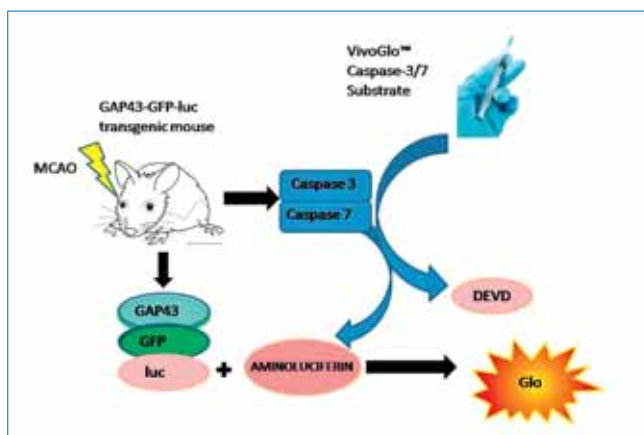 VivoGlo™
Caspase-3/7
Substrate
GAP43-GFP-luc
transgenic mouse
MCAO
Caspase 3
Caspase 7
DEVD
GAP43
GFP
luc
+
AMINOLUCIFERIN
Glo